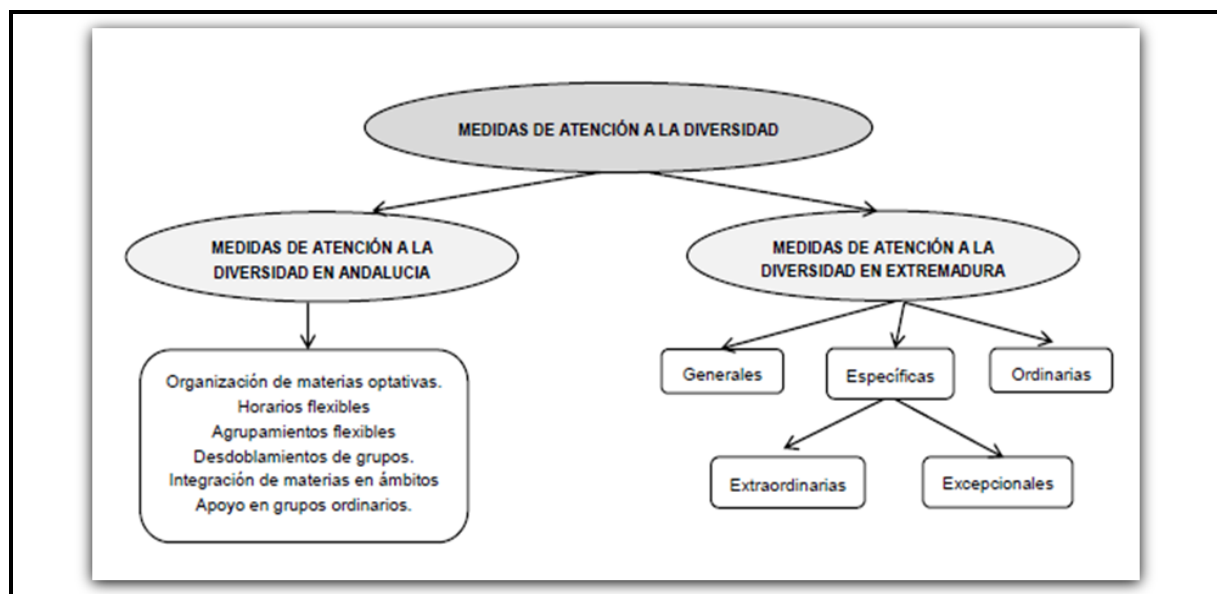 MEDIDAS DE ATENCIÓN A LA DIVERSIDAD
MEDIDAS DE ATENCIÓN A LA
DIVERSIDAD EN ANDALUCIA
MEDIDAS DE ATENCIÓN A LA
DIVERSIDAD EN EXTREMADURA
Organización de materias optativas.
Horarios flexibles
Agrupamientos flexibles
Desdoblamientos de grupos.
Integración de materias en ámbitos
Apoyo en grupos ordinarios.
Generales
Específicas
Ordinarias
Extraordinarias
Excepcionales